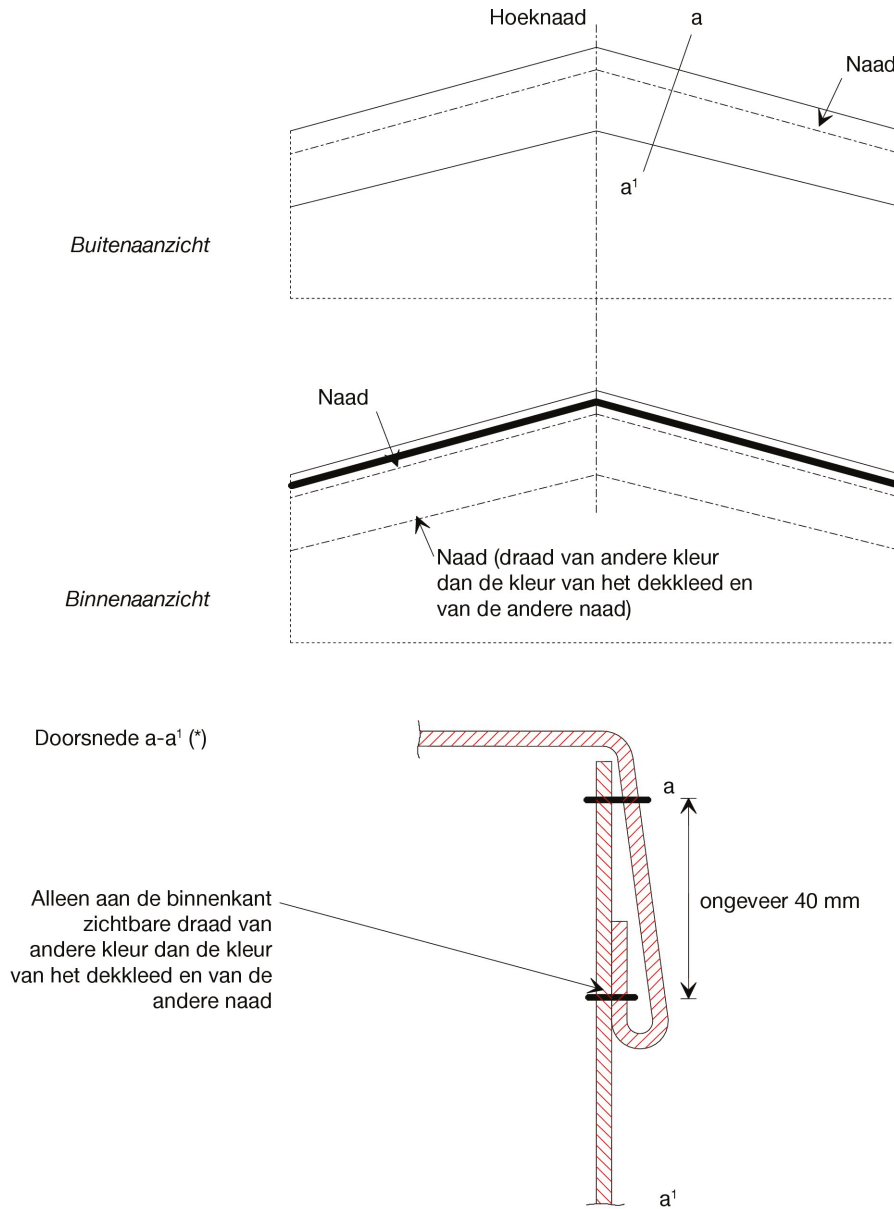 Hoeknaad
a
Naad
a¹
Buitenaanzicht
Naad
Naad (draad van andere kleur
dan de kleur van het dekkleed en
van de andere naad)
Binnenaanzicht
Doorsnede a-a¹ (*)
a
Alleen aan de binnenkant
zichtbare draad van
andere kleur dan de kleur
van het dekkleed en van de
andere naad
ongeveer 40 mm
a¹